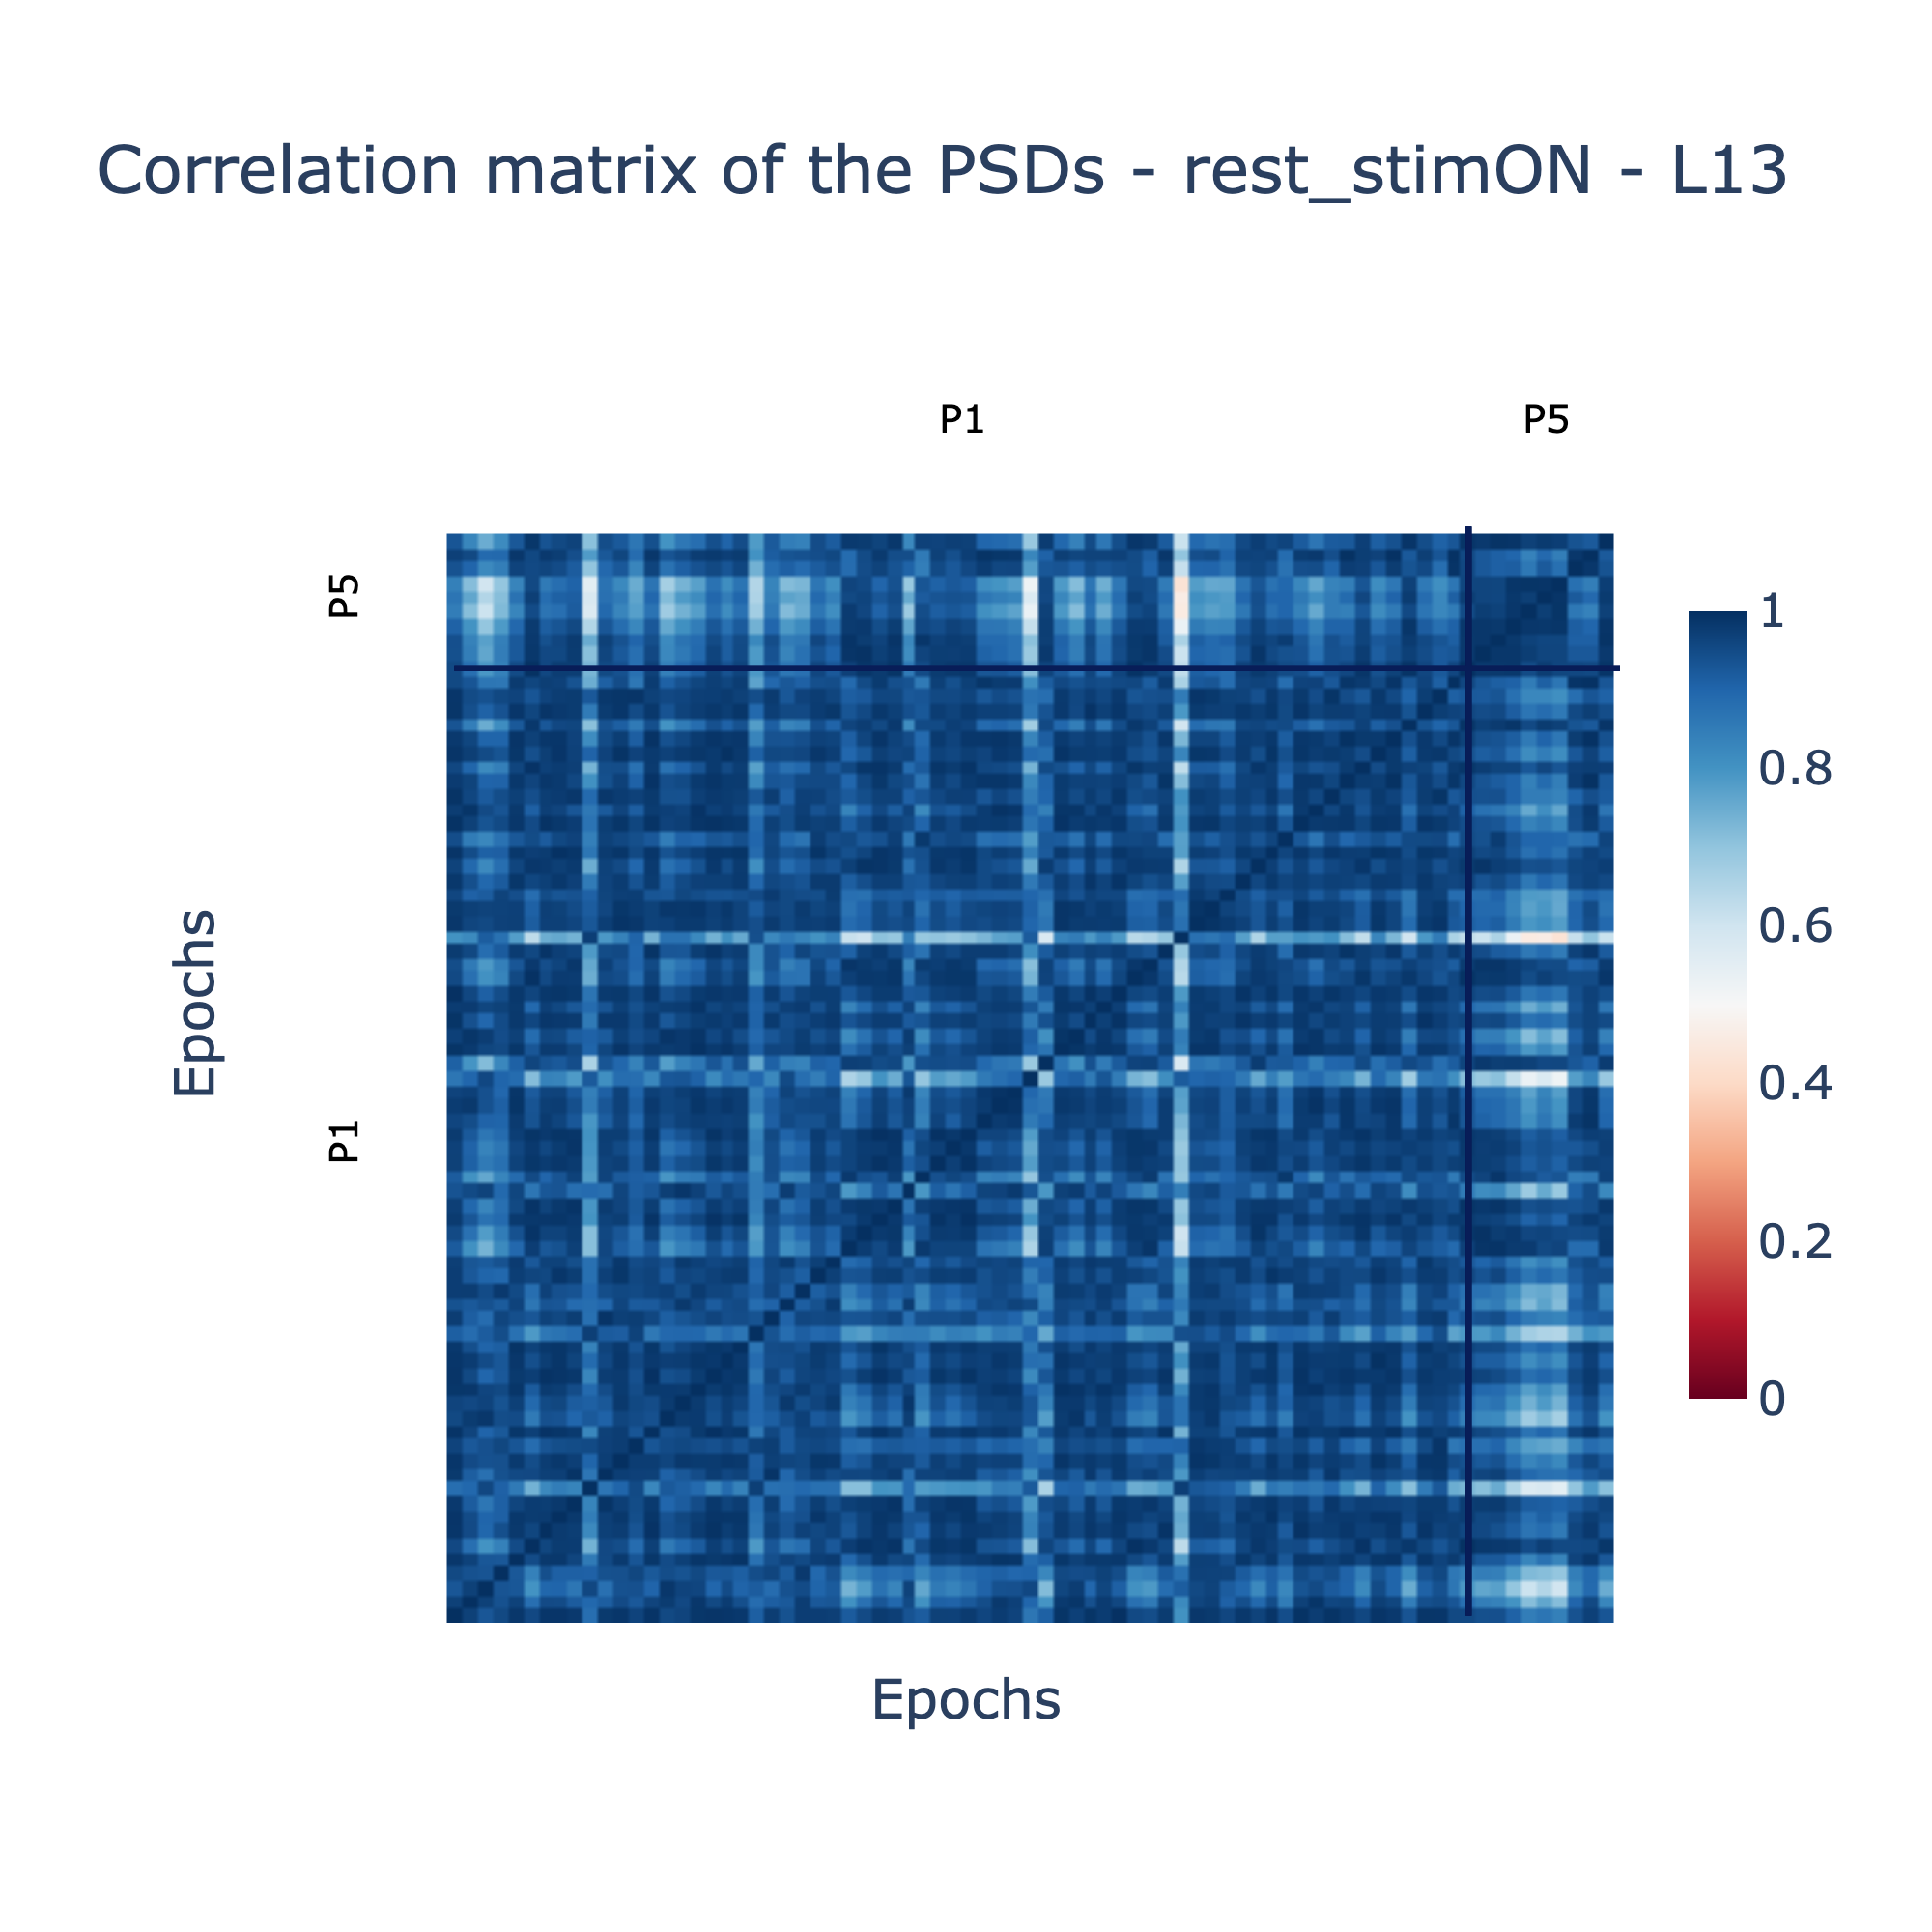 Correlation matrix of the PSDs - rest_stimON - L13
P1
P5
P5
P1
Epochs
Epochs
1
0.8
0.6
0.4
0.2
0